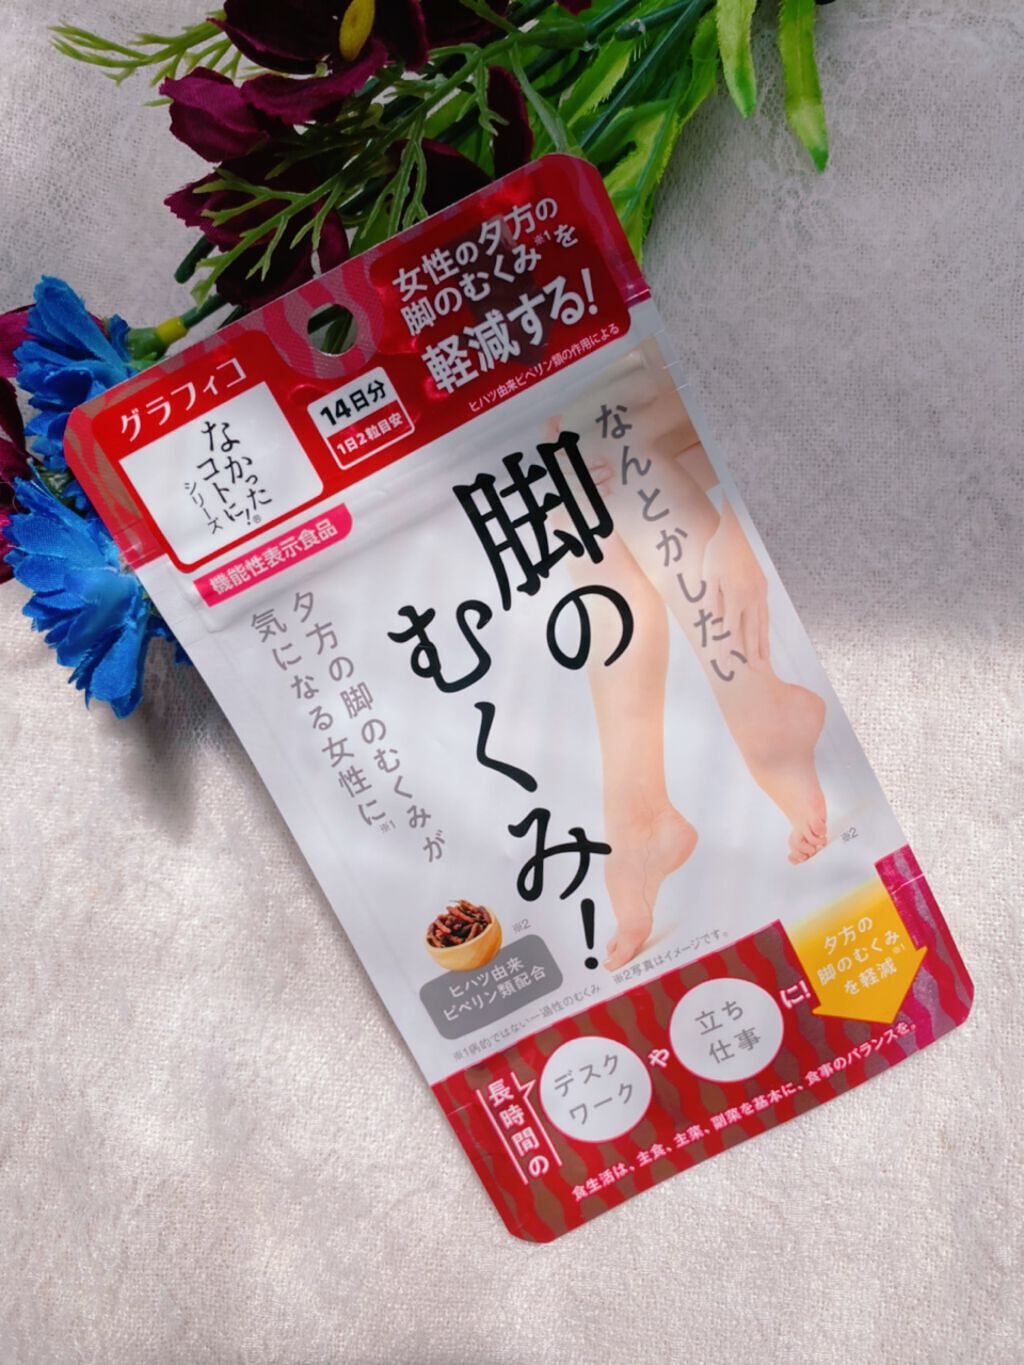 女性の夕方の
脚のむくみ※1を
軽減する!
ヒハツ由来ピペリン類の作用による
グラフィコ
なかった
コトに!®
シリーズ
14日分
1日2粒目安
機能性表示食品
なんとかしたい
脚の
むくみ!
夕方の脚のむくみが
気になる女性に※1
※2
ヒハツ由来
ピペリン類配合
※2
※1病的ではない一過性のむくみ ※2写真はイメージです。
夕方の
脚のむくみ※1
を軽減
長時間の
デスク
ワーク
や
立ち
仕事
に!
食生活は、主食、主菜、副菜を基本に、食事のバランスを。